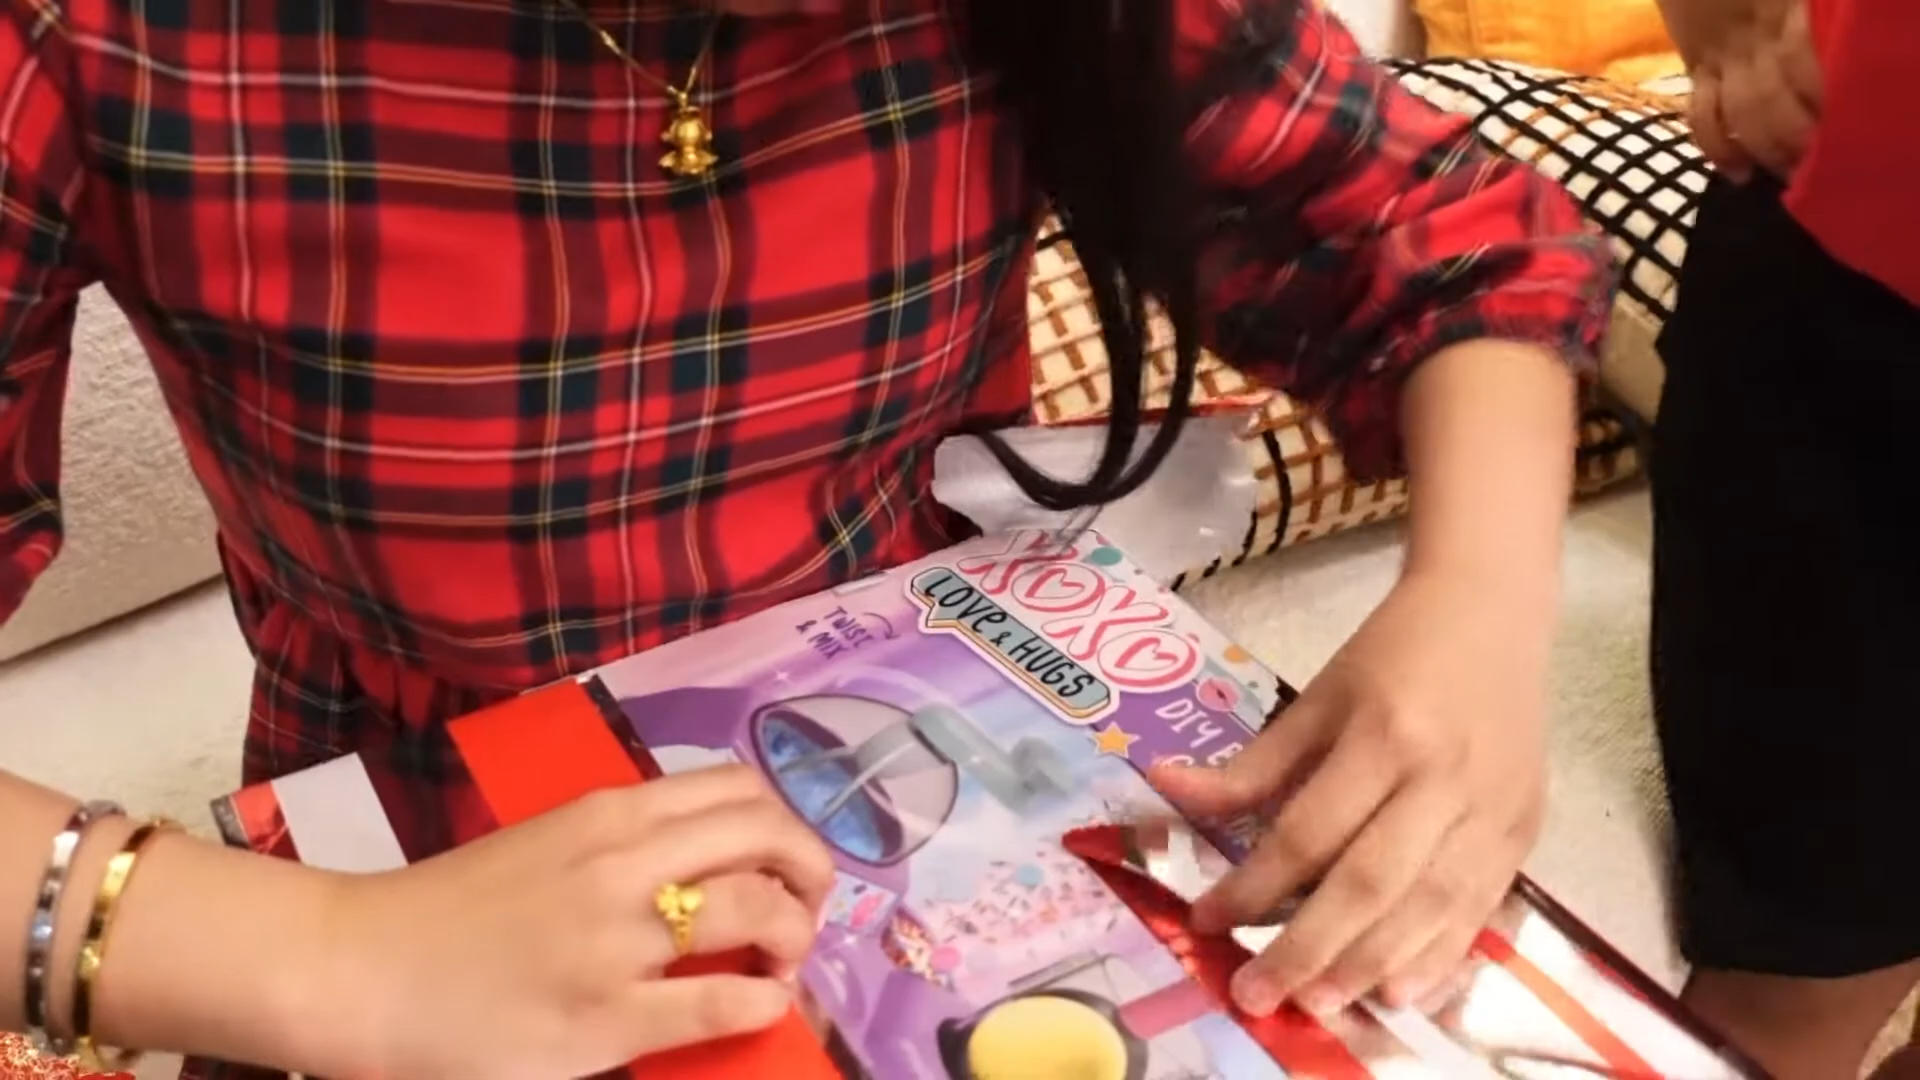 XOXO
LOVE & HUGS
TWIST
& MIX
DIY